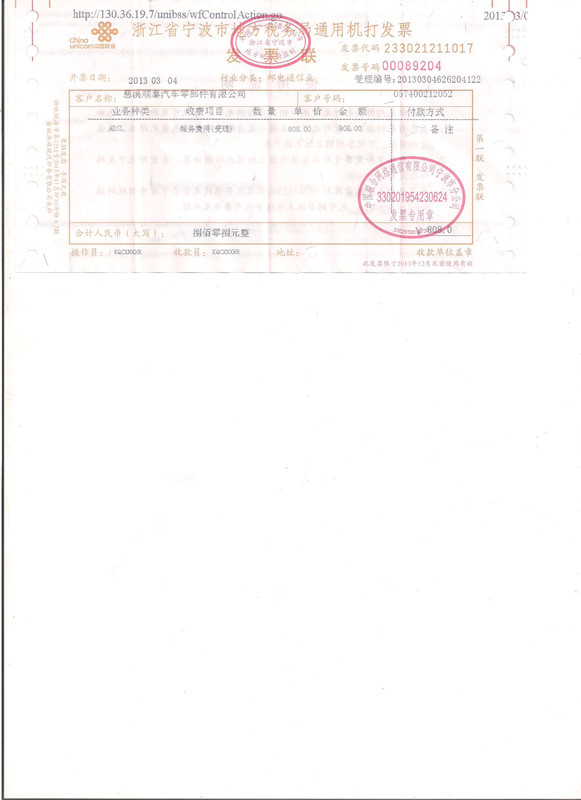 http://130.36.19.7/unibss/wfControlAction.go
China
unicom中国联通
浙江省宁波市地方税务局通用机打发票
发票联
发票代码 233021211017
发票号码 00089204
开票日期： 2013 03 04
行业分类：邮电通信业
受理编号：20130304626204122
客户名称：慈溪顺泰汽车零部件有限公司
客户号码： 057400212052
业务种类 收费项目 数 量 单 价 金 额 付款方式
ADSL 帐务费用(受理) 808.00 808.00 备 注
中国联合网络通信有限公司宁波市分公司
330201954230624
发票专用章
合计人民币（大写）： 捌佰零捌元整
￥：808.0
操作员： KQCXNXXR 收款员： KQCXNXXR 地址： 收款单位盖章
此发票限于2013年12月底前使用有效
第一联 发票联